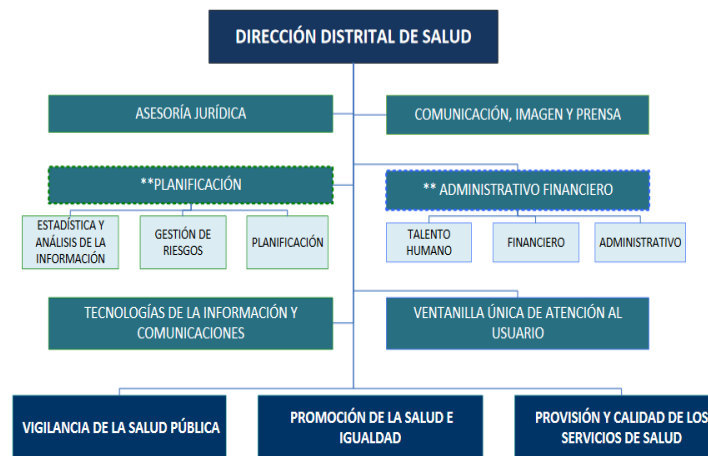 DIRECCIÓN DISTRITAL DE SALUD
ASESORÍA JURÍDICA
COMUNICACIÓN, IMAGEN Y PRENSA
**PLANIFICACIÓN
** ADMINISTRATIVO FINANCIERO
ESTADÍSTICA Y
ANÁLISIS DE LA
INFORMACIÓN
GESTIÓN DE
RIESGOS
PLANIFICACIÓN
TALENTO
HUMANO
FINANCIERO
ADMINISTRATIVO
TECNOLOGÍAS DE LA INFORMACIÓN Y
COMUNICACIONES
VENTANILLA ÚNICA DE ATENCIÓN AL
USUARIO
VIGILANCIA DE LA SALUD PÚBLICA
PROMOCIÓN DE LA SALUD E
IGUALDAD
PROVISIÓN Y CALIDAD DE LOS
SERVICIOS DE SALUD